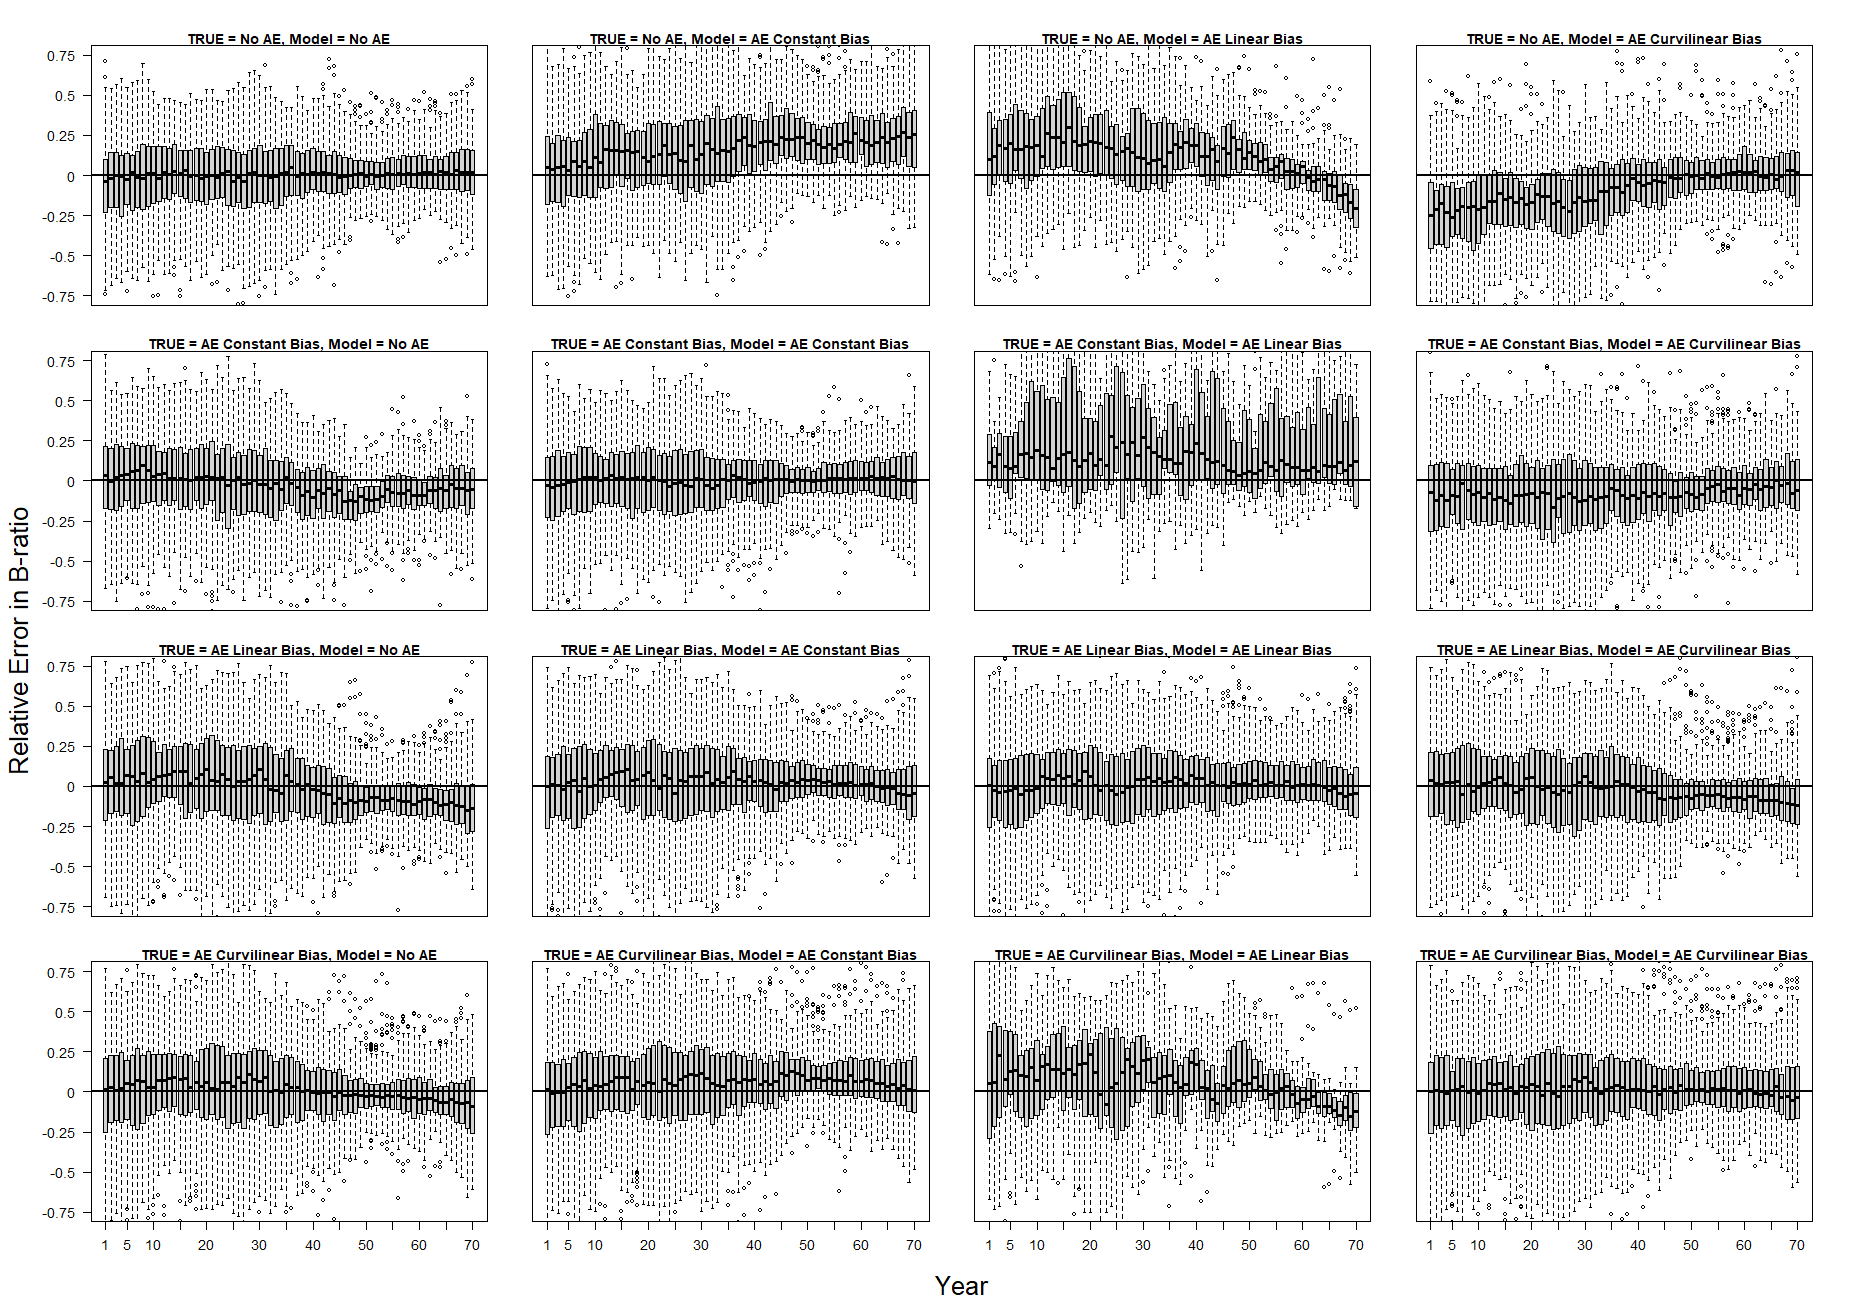 TRUE = No AE, Model = No AE
TRUE = No AE, Model = AE Constant Bias
TRUE = No AE, Model = AE Linear Bias
TRUE = No AE, Model = AE Curvilinear Bias
0.75
0.5
0.25
0
-0.25
-0.5
-0.75
TRUE = AE Constant Bias, Model = No AE
TRUE = AE Constant Bias, Model = AE Constant Bias
TRUE = AE Constant Bias, Model = AE Linear Bias
TRUE = AE Constant Bias, Model = AE Curvilinear Bias
0.75
0.5
0.25
0
-0.25
-0.5
-0.75
Relative Error in B-ratio
TRUE = AE Linear Bias, Model = No AE
TRUE = AE Linear Bias, Model = AE Constant Bias
TRUE = AE Linear Bias, Model = AE Linear Bias
TRUE = AE Linear Bias, Model = AE Curvilinear Bias
0.75
0.5
0.25
0
-0.25
-0.5
-0.75
TRUE = AE Curvilinear Bias, Model = No AE
TRUE = AE Curvilinear Bias, Model = AE Constant Bias
TRUE = AE Curvilinear Bias, Model = AE Linear Bias
TRUE = AE Curvilinear Bias, Model = AE Curvilinear Bias
0.75
0.5
0.25
0
-0.25
-0.5
-0.75
1 5 10 20 30 40 50 60 70
1 5 10 20 30 40 50 60 70
1 5 10 20 30 40 50 60 70
1 5 10 20 30 40 50 60 70
Year